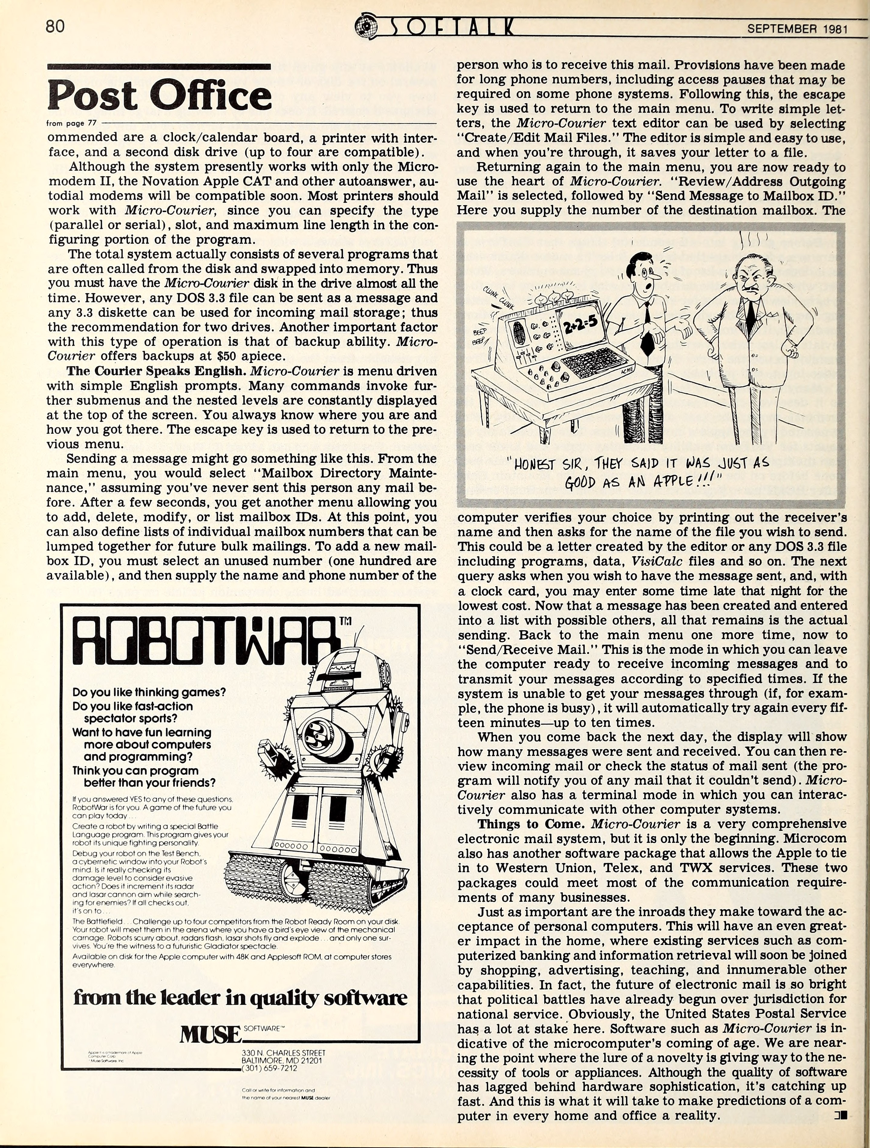 80
SOFTALK
SEPTEMBER 1981
Post Office
from page 77
ommended are a clock/calendar board, a printer with inter-
face, and a second disk drive (up to four are compatible).
Although the system presently works with only the Micro-
modem II, the Novation Apple CAT and other autoanswer, au-
todial modems will be compatible soon. Most printers should
work with Micro-Courier, since you can specify the type
(parallel or serial), slot, and maximum line length in the con-
figuring portion of the program.
The total system actually consists of several programs that
are often called from the disk and swapped into memory. Thus
you must have the Micro-Courier disk in the drive almost all the
time. However, any DOS 3.3 file can be sent as a message and
any 3.3 diskette can be used for incoming mail storage; thus
the recommendation for two drives. Another important factor
with this type of operation is that of backup ability. Micro-
Courier offers backups at $50 apiece.
The Courier Speaks English. Micro-Courier is menu driven
with simple English prompts. Many commands invoke fur-
ther submenus and the nested levels are constantly displayed
at the top of the screen. You always know where you are and
how you got there. The escape key is used to return to the pre-
vious menu.
Sending a message might go something like this. From the
main menu, you would select "Mailbox Directory Mainte-
nance," assuming you've never sent this person any mail be-
fore. After a few seconds, you get another menu allowing you
to add, delete, modify, or list mailbox IDs. At this point, you
can also define lists of individual mailbox numbers that can be
lumped together for future bulk mailings. To add a new mail-
box ID, you must select an unused number (one hundred are
available), and then supply the name and phone number of the
person who is to receive this mail. Provisions have been made
for long phone numbers, including access pauses that may be
required on some phone systems. Following this, the escape
key is used to return to the main menu. To write simple let-
ters, the Micro-Courier text editor can be used by selecting
"Create/Edit Mail Files." The editor is simple and easy to use,
and when you're through, it saves your letter to a file.
Returning again to the main menu, you are now ready to
use the heart of Micro-Courier. "Review/Address Outgoing
Mail" is selected, followed by "Send Message to Mailbox ID."
Here you supply the number of the destination mailbox. The
CLINK CLINK
BEEP
BEEP
2+2=5
ACME
"HONEST SIR, THEY SAID IT WAS JUST AS
GOOD AS AN APPLE!!!"
computer verifies your choice by printing out the receiver's
name and then asks for the name of the file you wish to send.
This could be a letter created by the editor or any DOS 3.3 file
including programs, data, VisiCalc files and so on. The next
query asks when you wish to have the message sent, and, with
a clock card, you may enter some time late that night for the
lowest cost. Now that a message has been created and entered
into a list with possible others, all that remains is the actual
sending. Back to the main menu one more time, now to
"Send/Receive Mail." This is the mode in which you can leave
the computer ready to receive incoming messages and to
transmit your messages according to specified times. If the
system is unable to get your messages through (if, for exam-
ple, the phone is busy), it will automatically try again every fif-
teen minutes—up to ten times.
When you come back the next day, the display will show
how many messages were sent and received. You can then re-
view incoming mail or check the status of mail sent (the pro-
gram will notify you of any mail that it couldn't send). Micro-
Courier also has a terminal mode in which you can interac-
tively communicate with other computer systems.
Things to Come. Micro-Courier is a very comprehensive
electronic mail system, but it is only the beginning. Microcom
also has another software package that allows the Apple to tie
in to Western Union, Telex, and TWX services. These two
packages could meet most of the communication require-
ments of many businesses.
Just as important are the inroads they make toward the ac-
ceptance of personal computers. This will have an even great-
er impact in the home, where existing services such as com-
puterized banking and information retrieval will soon be joined
by shopping, advertising, teaching, and innumerable other
capabilities. In fact, the future of electronic mail is so bright
that political battles have already begun over jurisdiction for
national service. Obviously, the United States Postal Service
has a lot at stake here. Software such as Micro-Courier is in-
dicative of the microcomputer's coming of age. We are near-
ing the point where the lure of a novelty is giving way to the ne-
cessity of tools or appliances. Although the quality of software
has lagged behind hardware sophistication, it's catching up
fast. And this is what it will take to make predictions of a com-
puter in every home and office a reality.
ROBOTWAR™
Do you like thinking games?
Do you like fast-action
spectator sports?
Want to have fun learning
more about computers
and programming?
Think you can program
better than your friends?
If you answered YES to any of these questions,
RobotWar is for you. A game of the future you
can play today...
Create a robot by writing a special Battle
Language program. This program gives your
robot its unique fighting personality.
Debug your robot on the Test Bench,
a cybernetic window into your Robot's
mind. Is it really checking its
damage level to consider evasive
action? Does it increment its radar
and lasar cannon aim while search-
ing for enemies? If all checks out,
it's on to...
The Battlefield... Challenge up to four competitors from the Robot Ready Room on your disk.
Your robot will meet them in the arena where you have a bird's eye view of the mechanical
carnage. Robots scurry about, radars flash, lasar shots fly and explode... and only one sur-
vives. You're the witness to a futuristic Gladiator spectacle.
Available on disk for the Apple computer with 48K and Applesoft ROM, at computer stores
everywhere.
from the leader in quality software
MUSE SOFTWARE™
330 N. CHARLES STREET
BALTIMORE, MD 21201
(301) 659-7212
Apple is a trademark of Apple
Computer Corp.
Muse Software, Inc.
Call or write for information and
the name of your nearest MUSE dealer